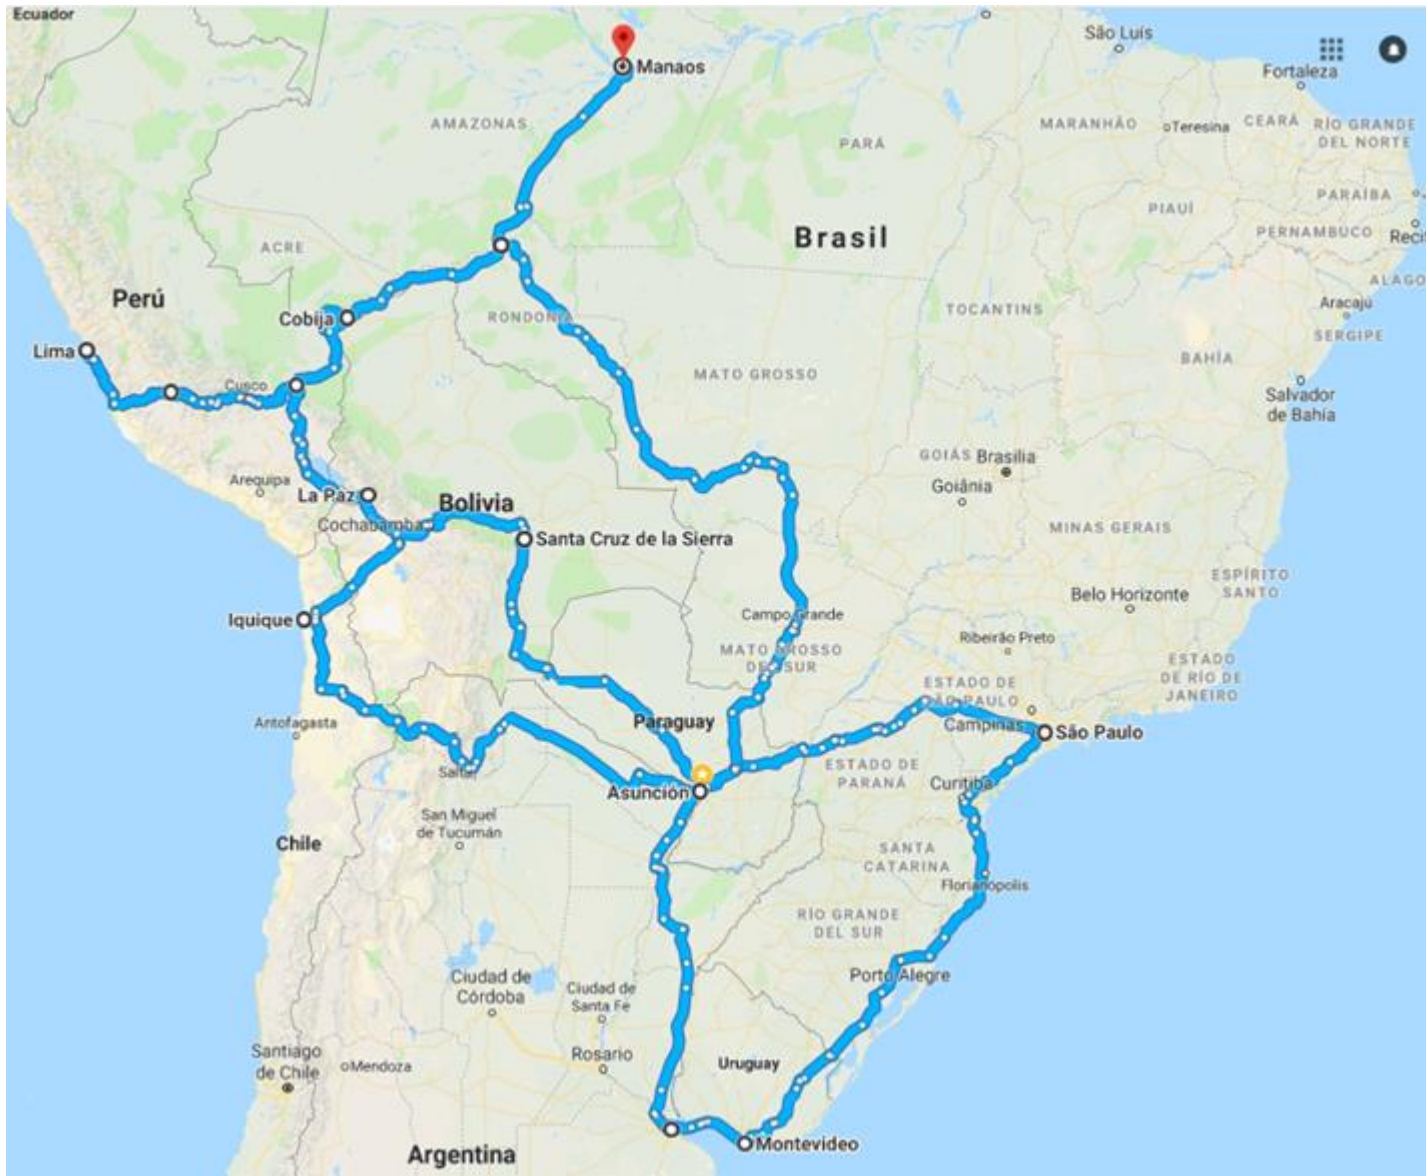 Ecuador
Manaos
São Luís
Fortaleza
AMAZONAS
PARÁ
MARANHÃO
Teresina
CEARÁ
RÍO GRANDE
DEL NORTE
PARAÍBA
PIAUÍ
PERNAMBUCO
Reci
ACRE
Brasil
ALAGO
Perú
Cobija
RONDONIA
TOCANTINS
Aracajú
SERGIPE
Lima
BAHÍA
Cusco
MATO GROSSO
Salvador
de Bahía
GOIÁS
Brasilia
Goiânia
Arequipa
La Paz
Bolivia
Cochabamba
Santa Cruz de la Sierra
MINAS GERAIS
ESPÍRITO
SANTO
Belo Horizonte
Iquique
Campo Grande
Ribeirão Preto
MATO GROSSO
DEL SUR
ESTADO
DE RÍO DE
JANEIRO
ESTADO DE
SÃO PAULO
Antofagasta
Paraguay
Campinas
São Paulo
Salta
Asunción
ESTADO DE
PARANÁ
Curitiba
San Miguel
de Tucumán
Chile
SANTA
CATARINA
Florianópolis
RÍO GRANDE
DEL SUR
Porto Alegre
Ciudad de
Córdoba
Ciudad de
Santa Fe
Santiago
de Chile
Mendoza
Rosario
Uruguay
Montevideo
Argentina